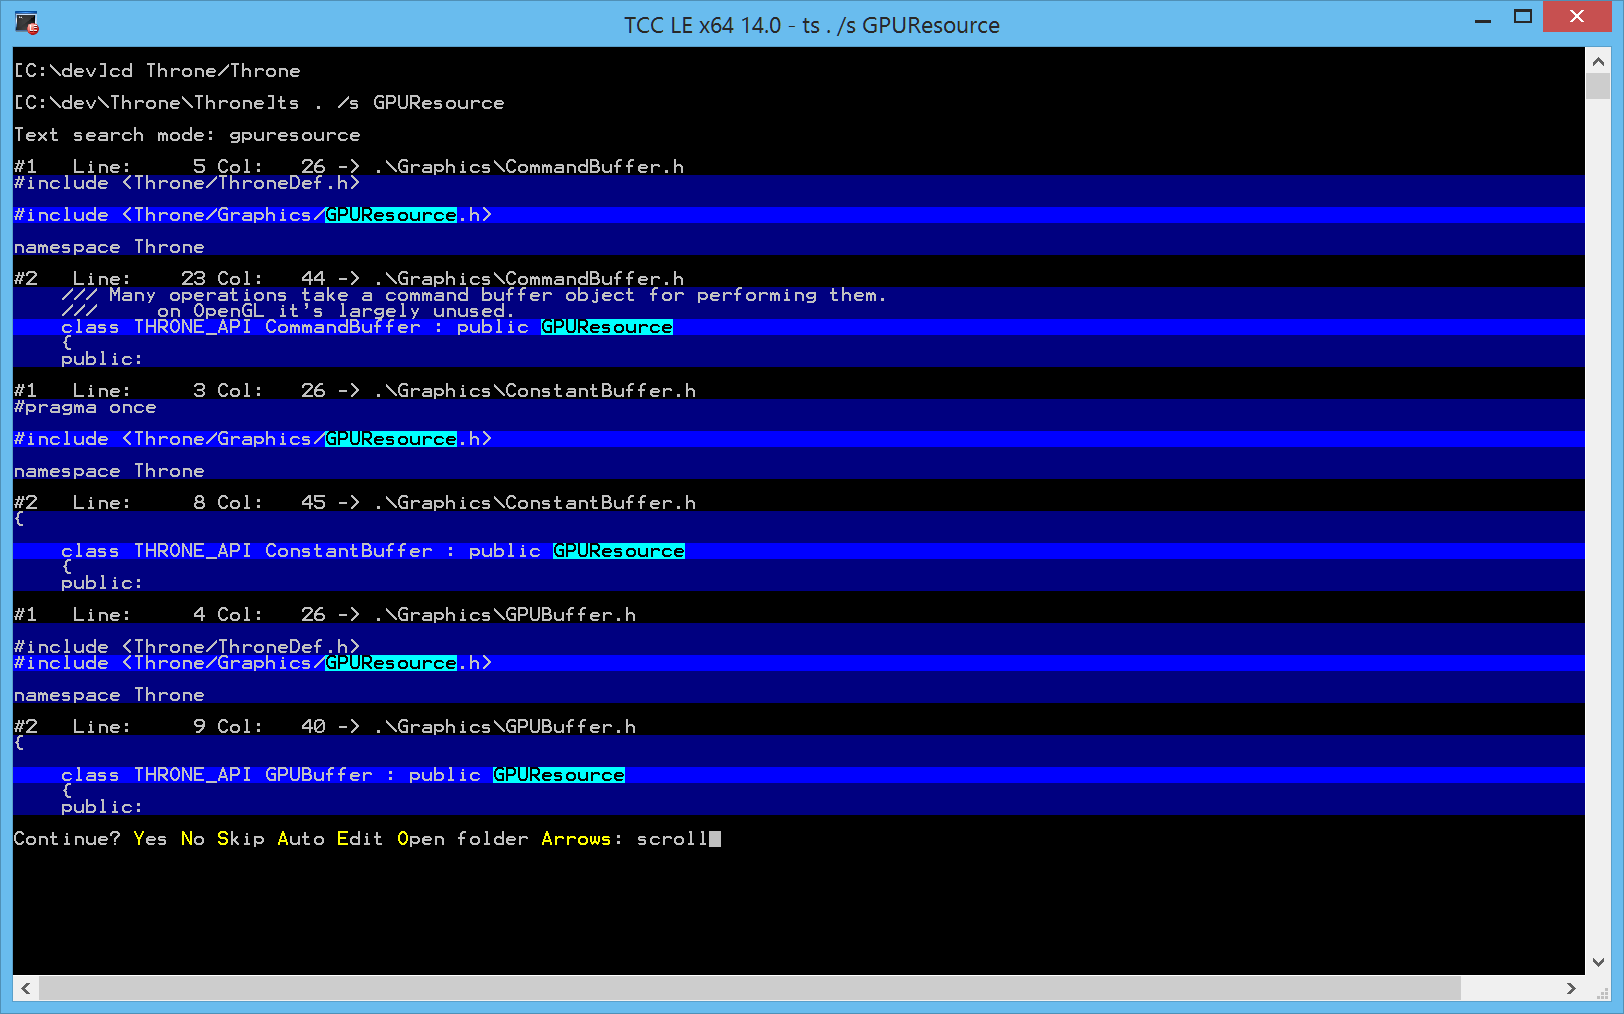 TCC LE x64 14.0 - ts . /s GPUResource
[C:\dev]cd Throne/Throne
[C:\dev\Throne\Throne]ts . /s GPUResource
Text search mode: gpuresource
#1   Line:     5 Col:   26 -> .\Graphics\CommandBuffer.h
#include <Throne/ThroneDef.h>
#include <Throne/Graphics/GPUResource.h>
namespace Throne
#2   Line:    23 Col:   44 -> .\Graphics\CommandBuffer.h
    /// Many operations take a command buffer object for performing them.
    ///     on OpenGL it's largely unused.
    class THRONE_API CommandBuffer : public GPUResource
    {
    public:
#1   Line:     3 Col:   26 -> .\Graphics\ConstantBuffer.h
#pragma once
#include <Throne/Graphics/GPUResource.h>
namespace Throne
#2   Line:     8 Col:   45 -> .\Graphics\ConstantBuffer.h
{
    class THRONE_API ConstantBuffer : public GPUResource
    {
    public:
#1   Line:     4 Col:   26 -> .\Graphics\GPUBuffer.h
#include <Throne/ThroneDef.h>
#include <Throne/Graphics/GPUResource.h>
namespace Throne
#2   Line:     9 Col:   40 -> .\Graphics\GPUBuffer.h
{
    class THRONE_API GPUBuffer : public GPUResource
    {
    public:
Continue? Yes No Skip Auto Edit Open folder Arrows: scroll